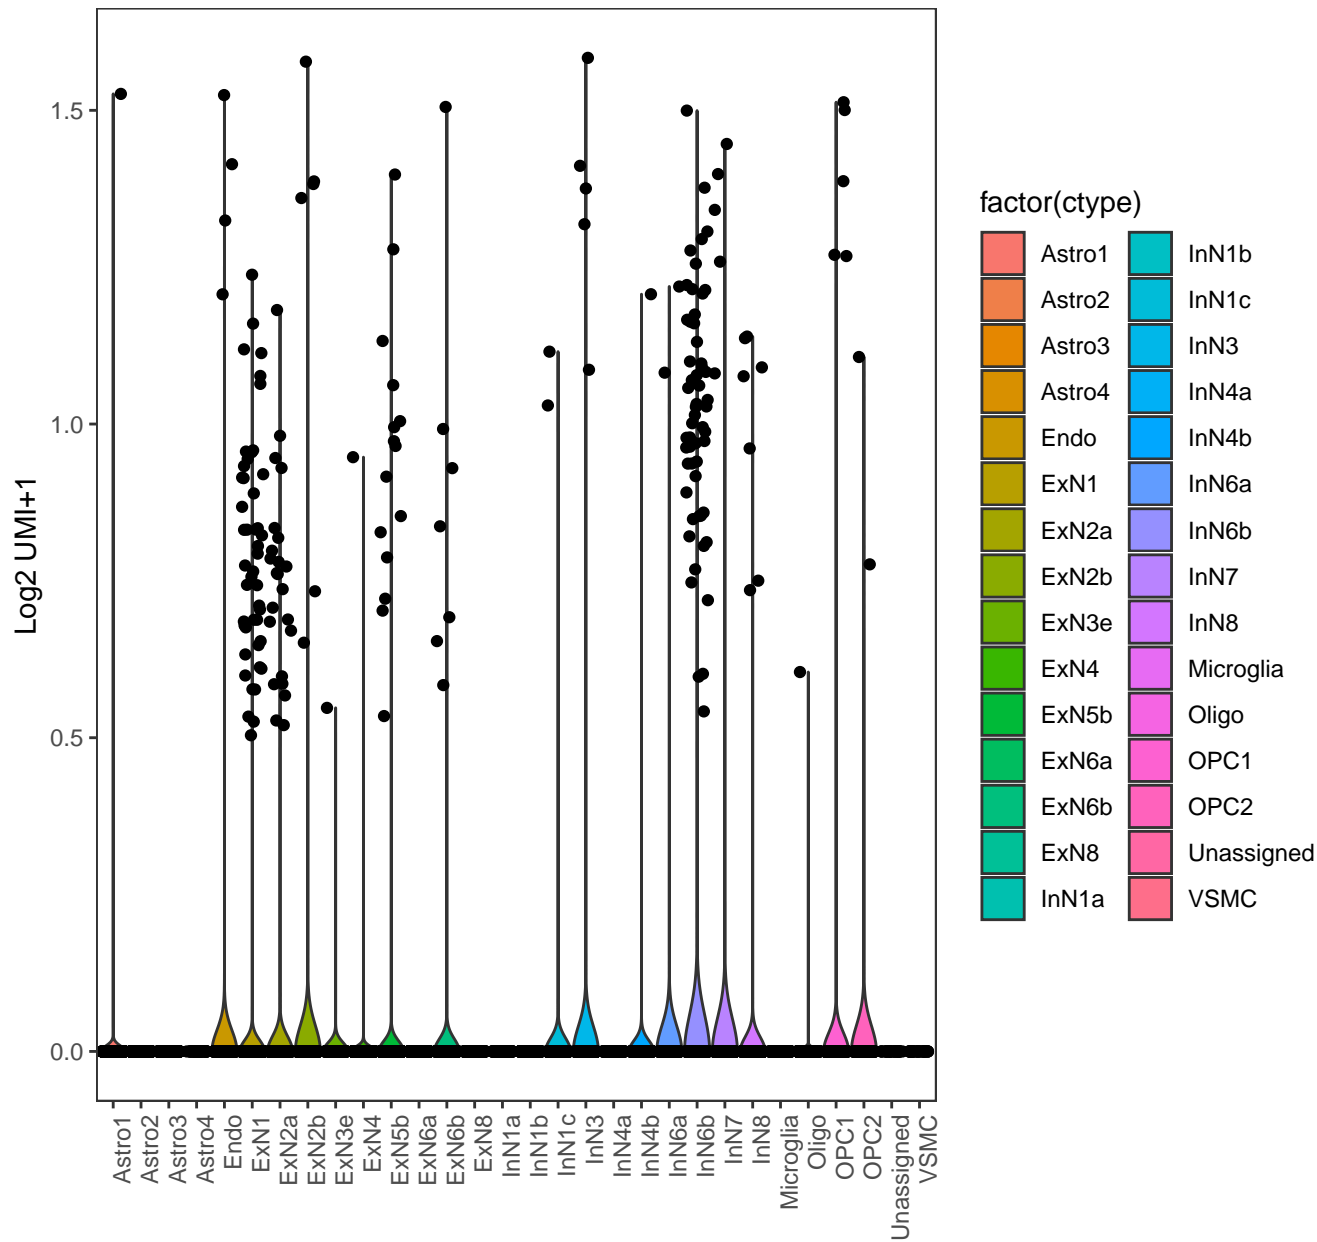 1.5
1.0
0.5
0.0
Log2 UMI+1
Astro1
Astro2
Astro3
Astro4
Endo
ExN1
ExN2a
ExN2b
ExN3e
ExN4
ExN5b
ExN6a
ExN6b
ExN8
InN1a
InN1b
InN1c
InN3
InN4a
InN4b
InN6a
InN6b
InN7
InN8
Microglia
Oligo
OPC1
OPC2
Unassigned
VSMC
factor(ctype)
Astro1
Astro2
Astro3
Astro4
Endo
ExN1
ExN2a
ExN2b
ExN3e
ExN4
ExN5b
ExN6a
ExN6b
ExN8
InN1a
InN1b
InN1c
InN3
InN4a
InN4b
InN6a
InN6b
InN7
InN8
Microglia
Oligo
OPC1
OPC2
Unassigned
VSMC